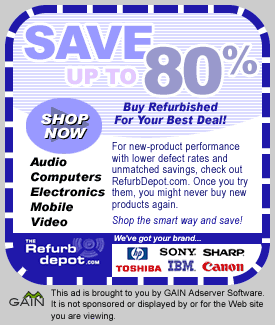 SAVE
UP TO 80%
Buy Refurbished
For Your Best Deal!
SHOP
NOW
Audio
Computers
Electronics
Mobile
Video
For new-product performance
with lower defect rates and
unmatched savings, check out
RefurbDepot.com. Once you try
them, you might never buy new
products again.
Shop the smart way and save!
THE
Refurb
depot.COM
We've got your brand...
hp SONY SHARP
TOSHIBA IBM Canon
GAIN
This ad is brought to you by GAIN Adserver Software.
It is not sponsored or displayed by or for the Web site
you are viewing.